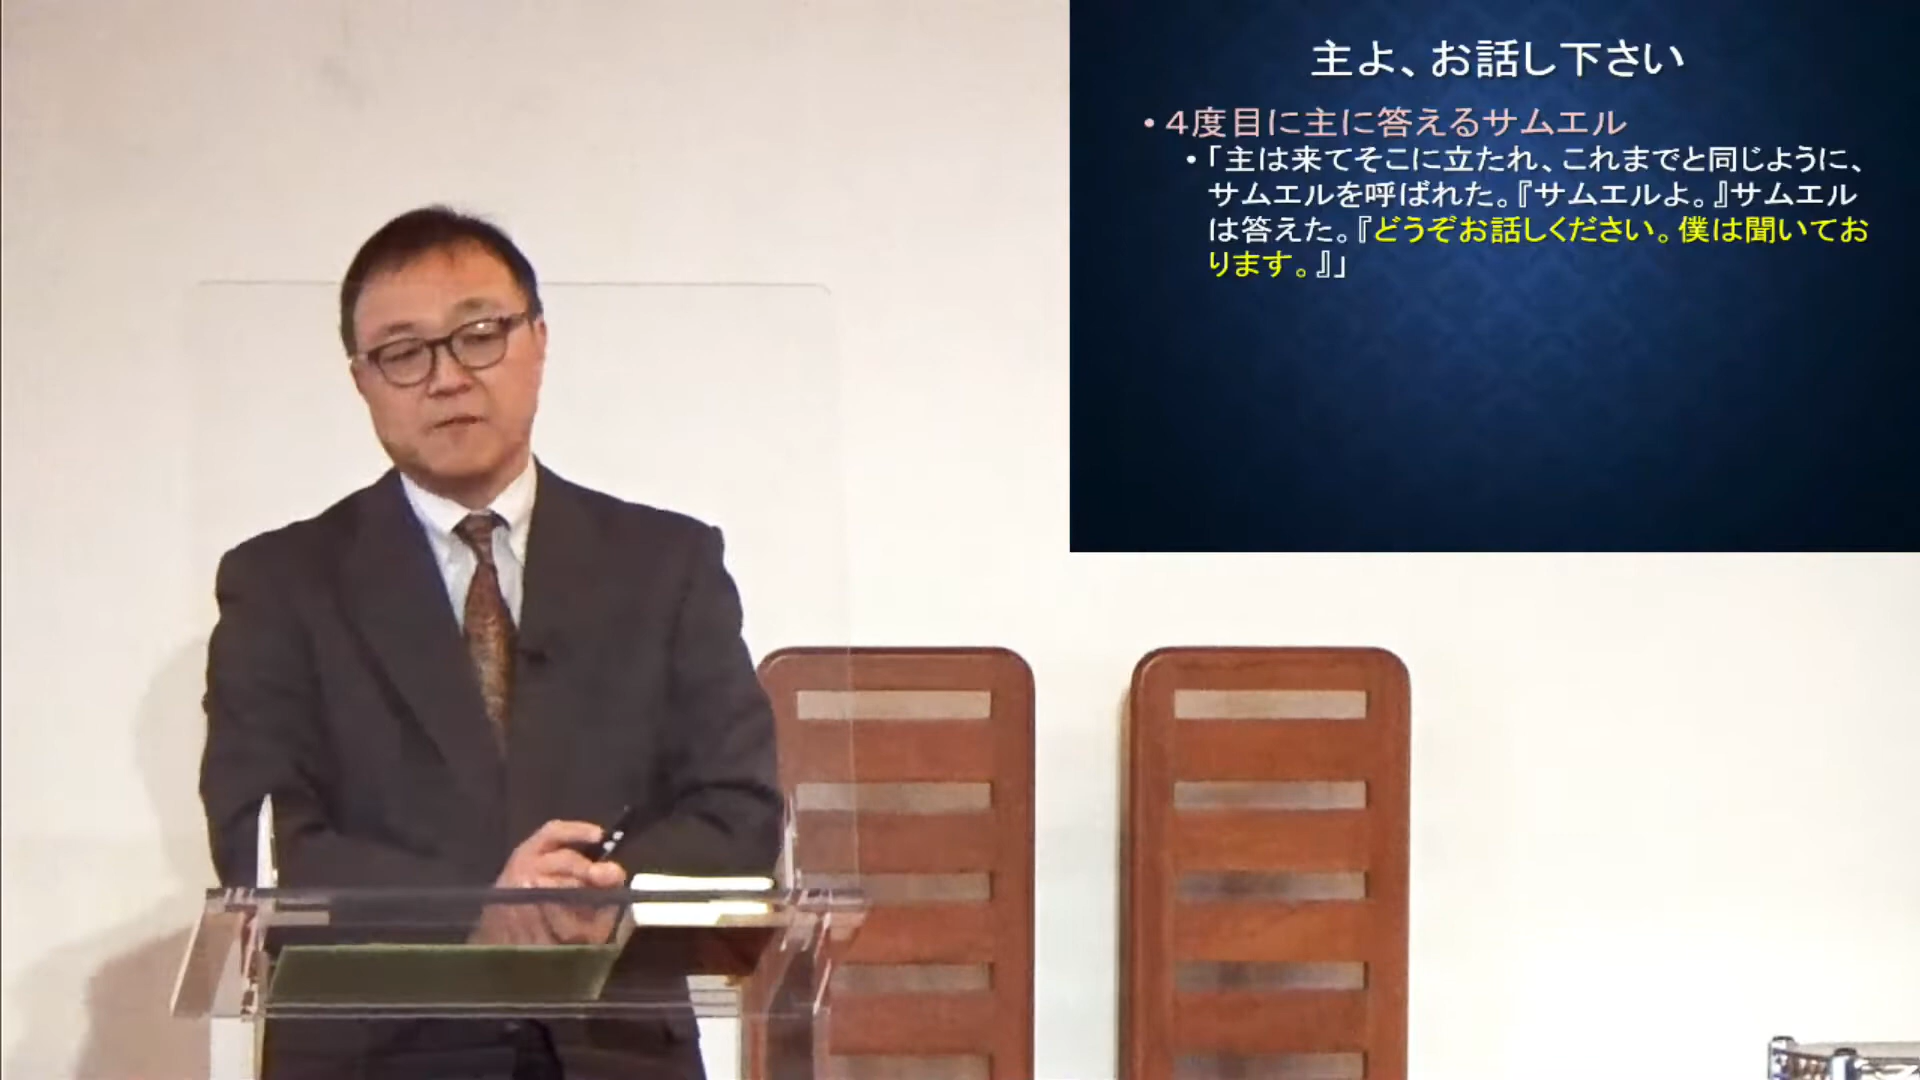 主よ、お話し下さい
•４度目に主に答えるサムエル
•「主は来てそこに立たれ、これまでと同じように、
サムエルを呼ばれた。『サムエルよ。』サムエル
は答えた。『どうぞお話しください。僕は聞いてお
ります。』」